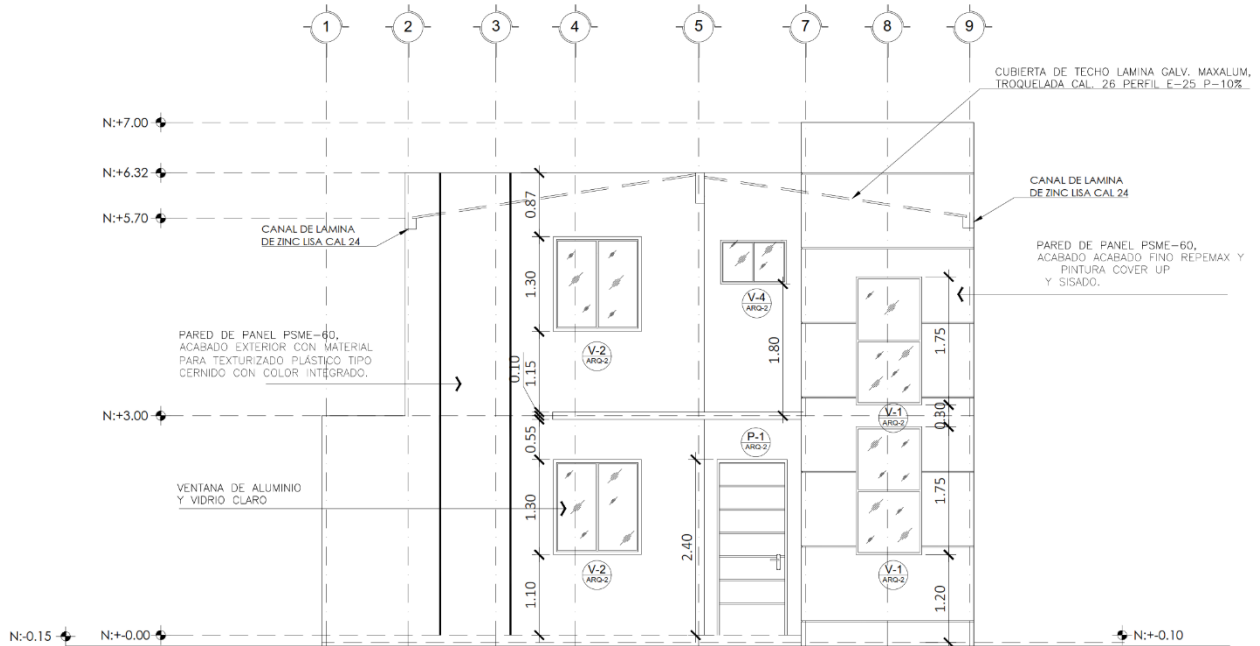 1 2 3 4 5 7 8 9
CUBIERTA DE TECHO LAMINA GALV. MAXALUM,
TROQUELADA CAL. 26 PERFIL E-25 P-10%
N:+7.00
N:+6.32
N:+5.70
CANAL DE LAMINA
DE ZINC LISA CAL 24
0.87
CANAL DE LAMINA
DE ZINC LISA CAL 24
PARED DE PANEL PSME-60,
ACABADO ACABADO FINO REPEMAX Y
PINTURA COVER UP
Y SISADO.
1.30
V-4
ARQ-2
1.80
1.75
PARED DE PANEL PSME-60,
ACABADO EXTERIOR CON MATERIAL
PARA TEXTURIZADO PLÁSTICO TIPO
CERNIDO CON COLOR INTEGRADO.
V-2
ARQ-2
0.10
1.15
N:+3.00
0.55
P-1
ARQ-2
V-1
ARQ-2
0.30
VENTANA DE ALUMINIO
Y VIDRIO CLARO
1.30
2.40
1.75
V-2
ARQ-2
V-1
ARQ-2
1.10
1.20
N:-0.15
N:+-0.00
N:+-0.10